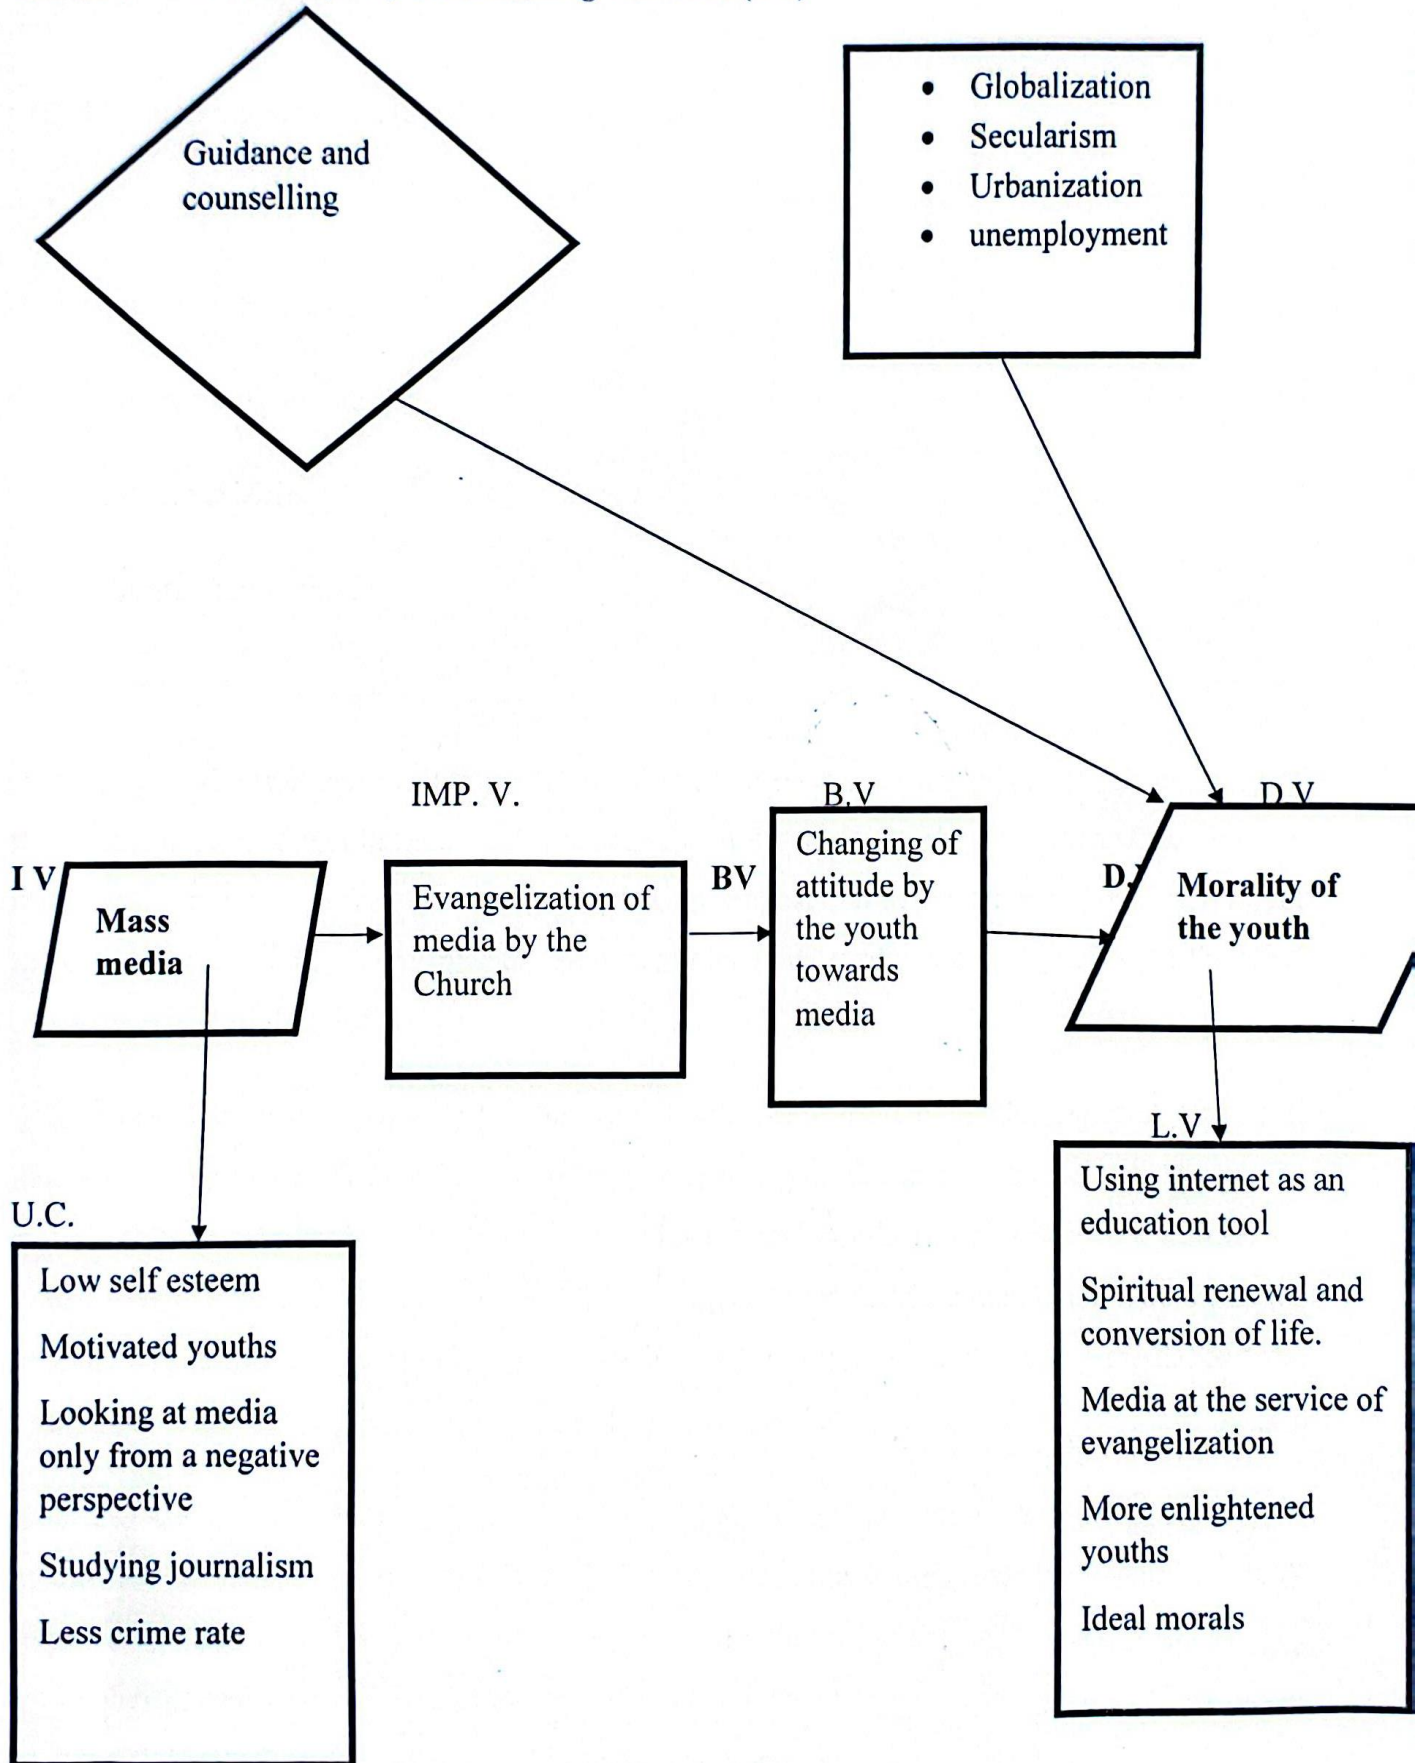 Guidance and
counselling
• Globalization
• Secularism
• Urbanization
• unemployment
IMP. V.
B.V
D.V
I V
Mass
media
Evangelization of
media by the
Church
BV
Changing of
attitude by
the youth
towards
media
D.
Morality of
the youth
L.V
U.C.
Low self esteem
Motivated youths
Looking at media
only from a negative
perspective
Studying journalism
Less crime rate
Using internet as an
education tool
Spiritual renewal and
conversion of life.
Media at the service of
evangelization
More enlightened
youths
Ideal morals